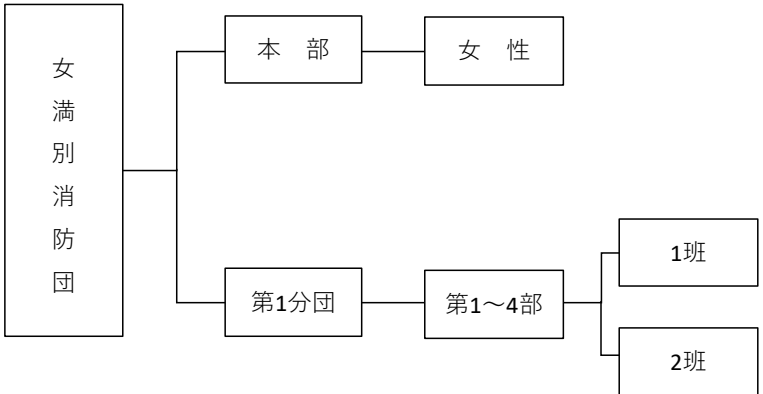 女満別消防団
本　部
女　性
第1分団
第1～4部
1班
2班